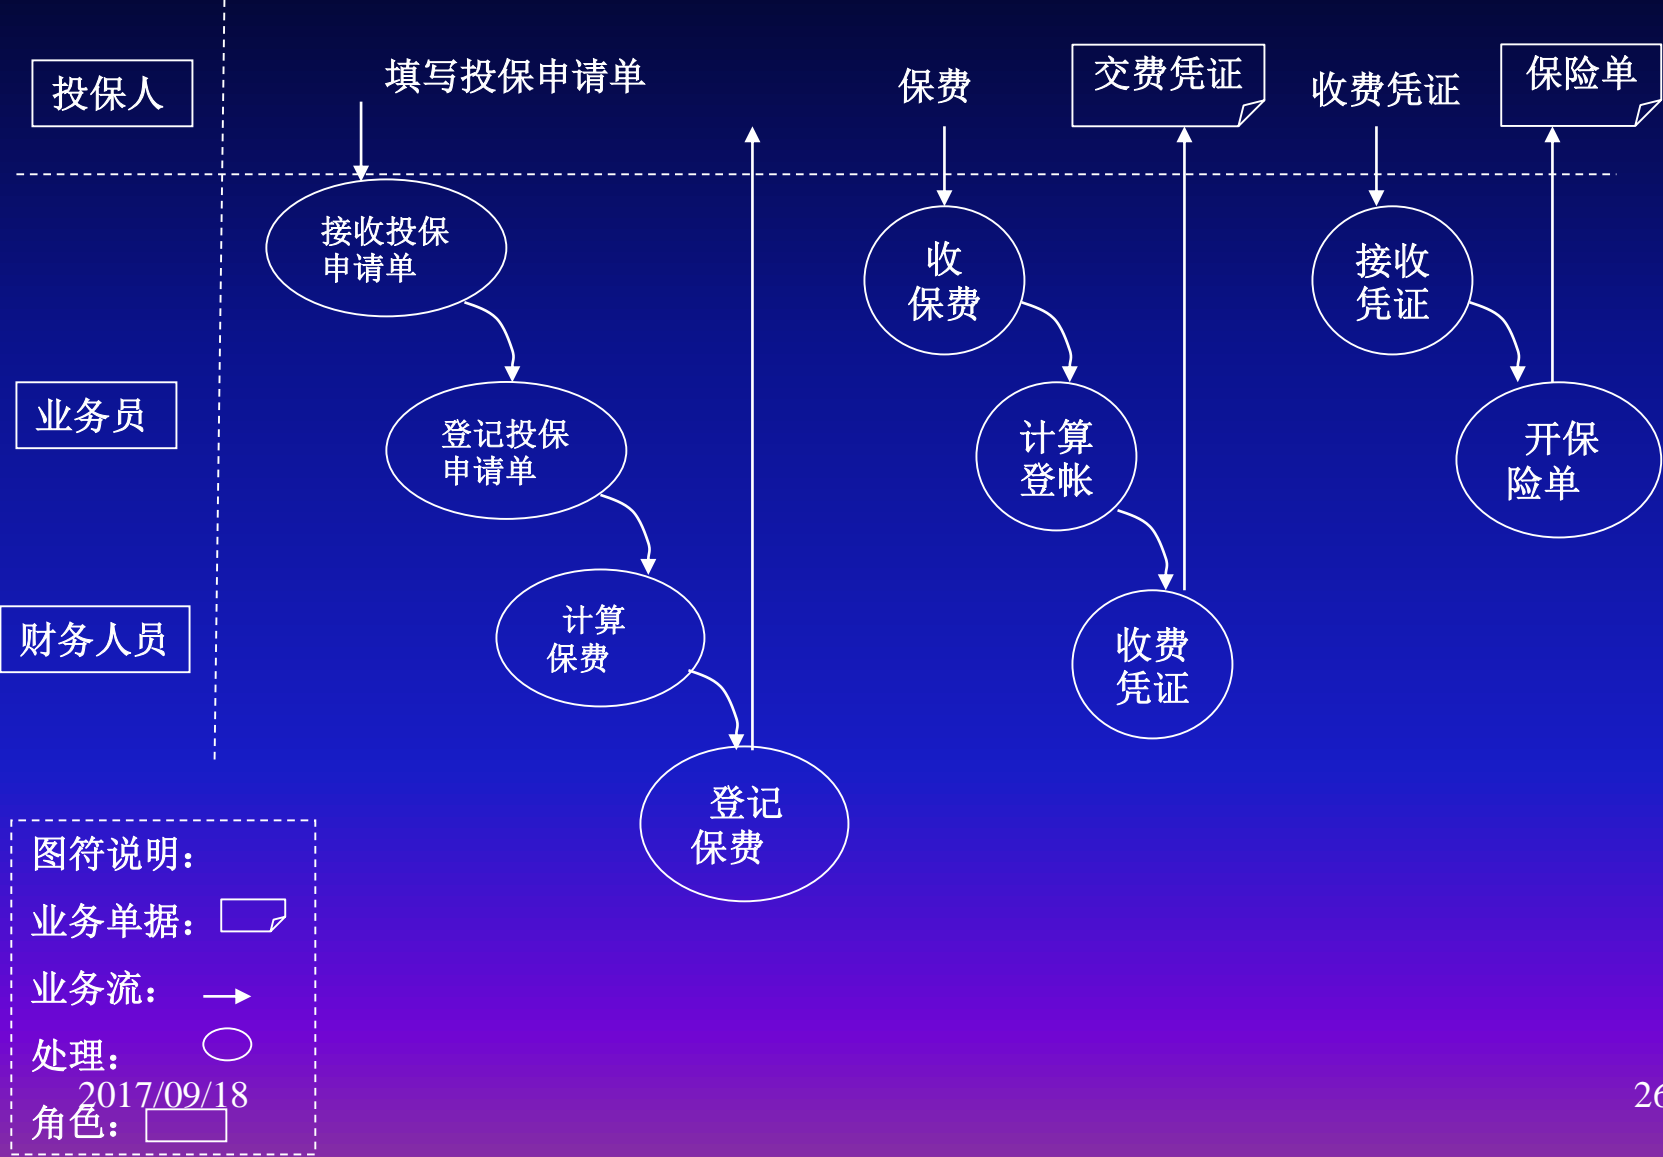 投保人
填写投保申请单
保费
交费凭证
收费凭证
保险单
接收投保
申请单
收
保费
接收
凭证
业务员
登记投保
申请单
计算
登帐
开保
险单
财务人员
计算
保费
收费
凭证
登记
保费
图符说明：
业务单据：
业务流：
处理：
2017/09/18
26
角色：